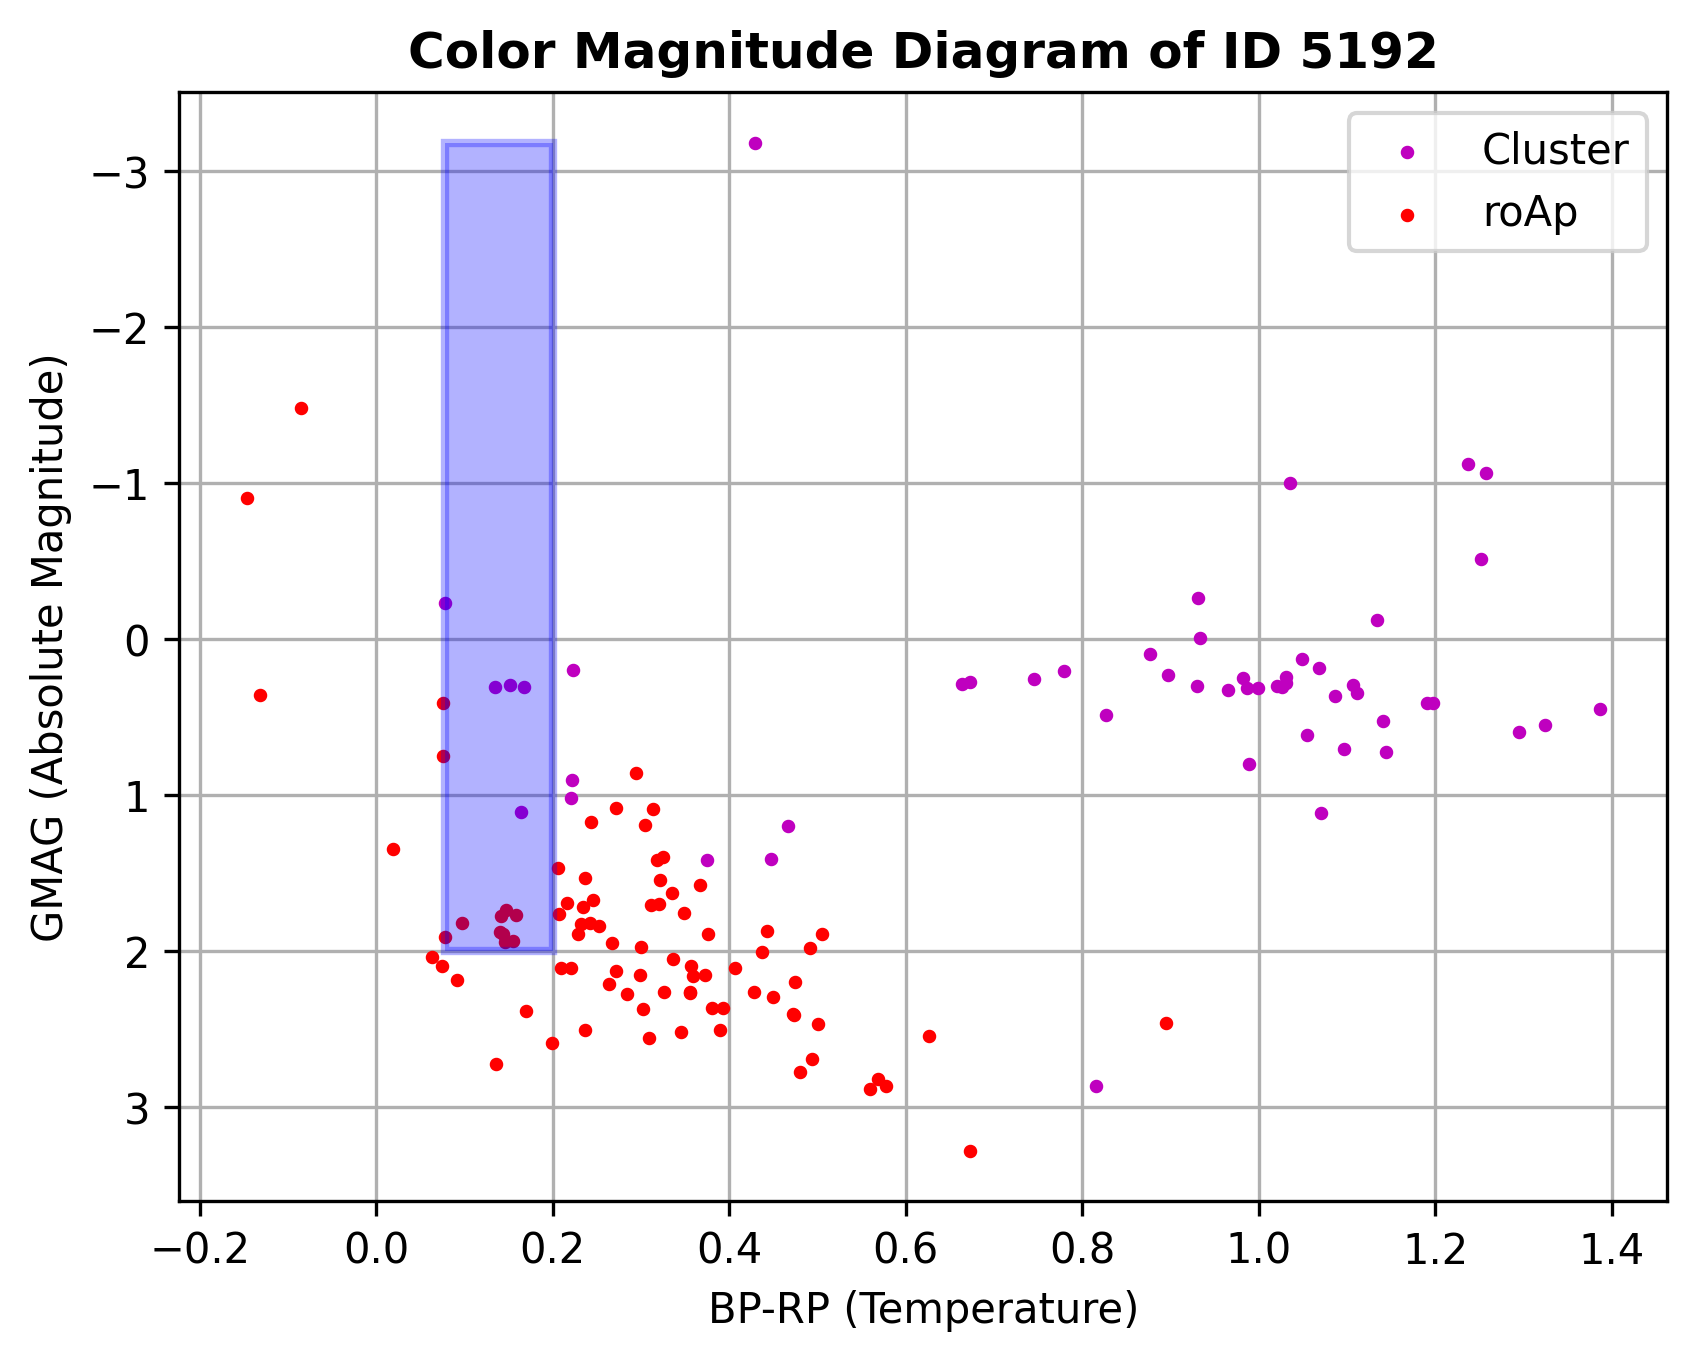 Color Magnitude Diagram of ID 5192
Cluster
roAp
GMAG (Absolute Magnitude)
−3
−2
−1
0
1
2
3
−0.2 0.0 0.2 0.4 0.6 0.8 1.0 1.2 1.4
BP-RP (Temperature)